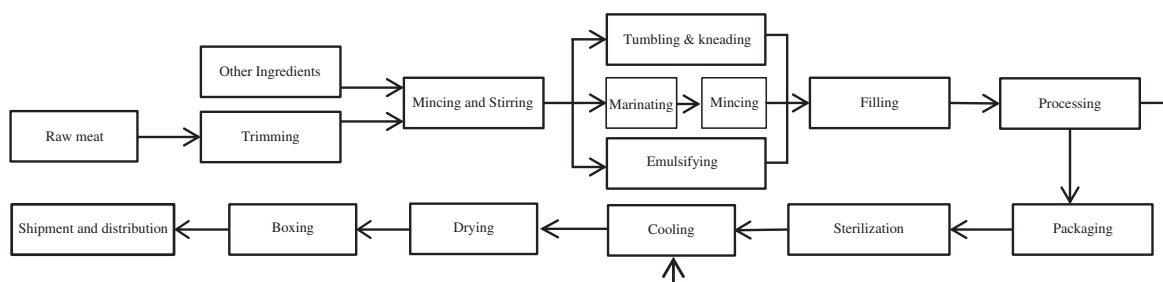 Tumbling & kneading
Other Ingredients
Mincing and Stirring
Marinating
Mincing
Filling
Processing
Raw meat
Trimming
Emulsifying
Shipment and distribution
Boxing
Drying
Cooling
Sterilization
Packaging